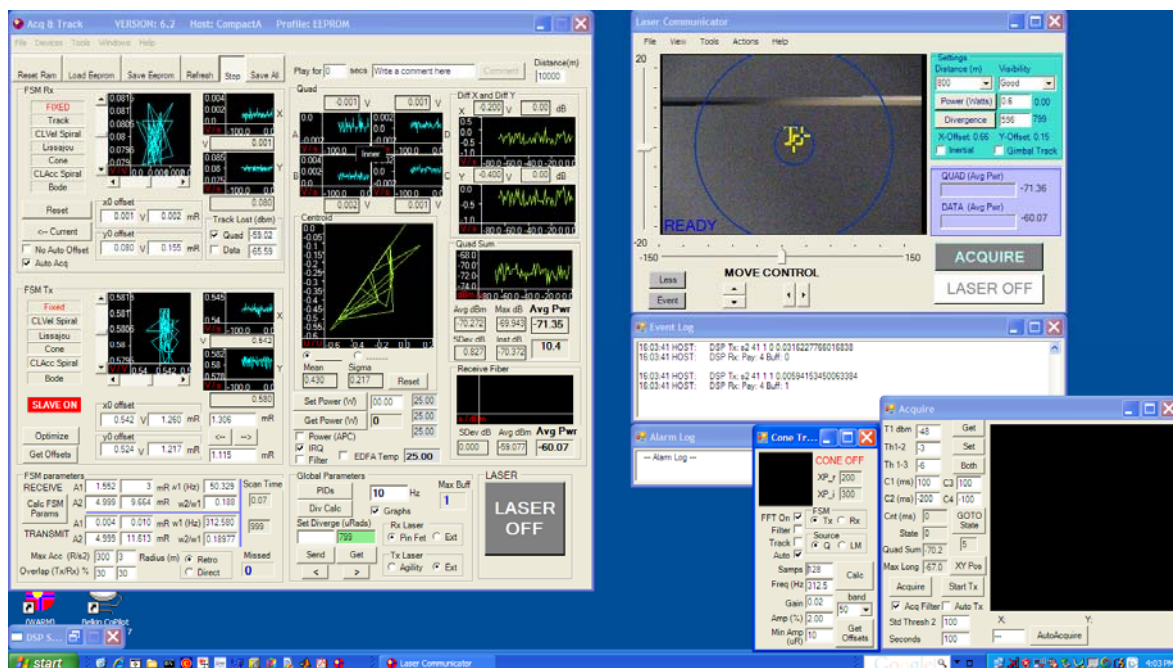 Acq & Track VERSION: 6.2 Host: CompactA Profile: EEPROM
File Devices Tools Windows Help
Reset Ram Load Eeprom Save Eeprom Refresh Stop Save All
Play for 0 secs Write a comment here Comment
Distance(m)
10000
FSM Rx
FIXED
Track
CLVel Spiral
Lissajou
Cone
CLAcc Spiral
Bode
Reset
<-- Current
No Auto Offset
Auto Acq
x0 offset
0.001 V 0.002 mR
y0 offset
0.080 V 0.155 mR
Track Lost (dbm)
Quad -59.02
Data -65.59
FSM Tx
Fixed
CLVel Spiral
Lissajou
Cone
CLAcc Spiral
Bode
SLAVE ON
Optimize
Get Offsets
x0 offset
0.542 V 1.260 mR 1.306 mR
y0 offset
0.524 V 1.217 mR 1.115 mR
<-- -->
FSM parameters
RECEIVE A1 1.552 3 mR w1 (Hz) 50.329
Calc FSM Params
A2 4.999 9.664 mR w2/w1 0.188
Scan Time
0.07
TRANSMIT A1 0.004 0.010 mR w1 (Hz) 312.580
A2 4.999 11.613 mR w2/w1 0.18977
999
Max Acc (R/s2) 300 3 Radius (m) Retro
Overlap (Tx/Rx) % 30 30 Direct
Missed
0
Quad
-0.001 V -0.001 V
A B C D
Inner
0.002 V 0.001 V
Centroid
Mean Sigma
0.430 0.217 Reset
Set Power (W) 00.00 25.00
Get Power (W) 0 25.00
25.00
Power (APC)
IRQ
Filter EDFA Temp 25.00
Diff X and Diff Y
X -0.200 V 0.00 dB
Y -0.400 V 0.00 dB
Quad Sum
Avg dBm Max dB Avg Pwr
-70.272 -69.943 -71.35
SDev dB Inst dB
0.827 -70.372 10.4
Receive Fiber
SDev dB Avg dBm Avg Pwr
0.000 -59.077 -60.07
Global Parameters
PIDs
Div Calc
10 Hz
Graphs
Max Buff
1
Set Diverge (uRads)
799
Send Get
< >
Rx Laser
Pin Fet Ext
Tx Laser
Agility Ext
LASER
LASER
OFF
Laser Communicator
File View Tools Actions Help
20
-20
-150 150
READY
Less
Event
MOVE CONTROL
Settings
Distance (m) Visibility
800 Good
Power (Watts) 0.6 0.00
Divergence 596 799
X-Offset: 0.66 Y-Offset: 0.15
Inertial Gimbal Track
QUAD (Avg Pwr)
-71.36
DATA (Avg Pwr)
-60.07
ACQUIRE
LASER OFF
Event Log
16:03:41 HOST: DSP Tx: s2 41 1 0 0.0316227766016838
16:03:41 HOST: DSP Rx: Pay: 4 Buff: 0
16:03:41 HOST: DSP Tx: s2 41 1 1 0.00594153450063384
16:03:41 HOST: DSP Rx: Pay: 4 Buff: 1
Alarm Log
--- Alarm Log ---
Cone Tr...
CONE OFF
XP_r 200
XP_i 300
FFT On
Filter
Track
Auto
FSM
Tx Rx
Source
Q LM
Samps 128
Calc
Freq (Hz 312.5
Gain 0.02
band
50
Amp (%) 2.00
Min Amp (uR) 10
Get Offsets
Acquire
T1 dbm -48 Get
Th1-2 -3 Set
Th 1-3 -6 Both
C1 (ms) 100 C3 100
C2 (ms) -200 C4 -100
Cnt (ms) 0 GOTO State
State 0
5
Quad Sum -70.2
Max Long -67.0 XY Pos
Acquire Start Tx
Acq Filter Auto Tx
Std Thresh 2 100
Seconds 100
X: Y:
--- AutoAcquire
(WARM) Belkin CoPilot
DSP S...
start
Laser Communicator
Google
4:03 PM